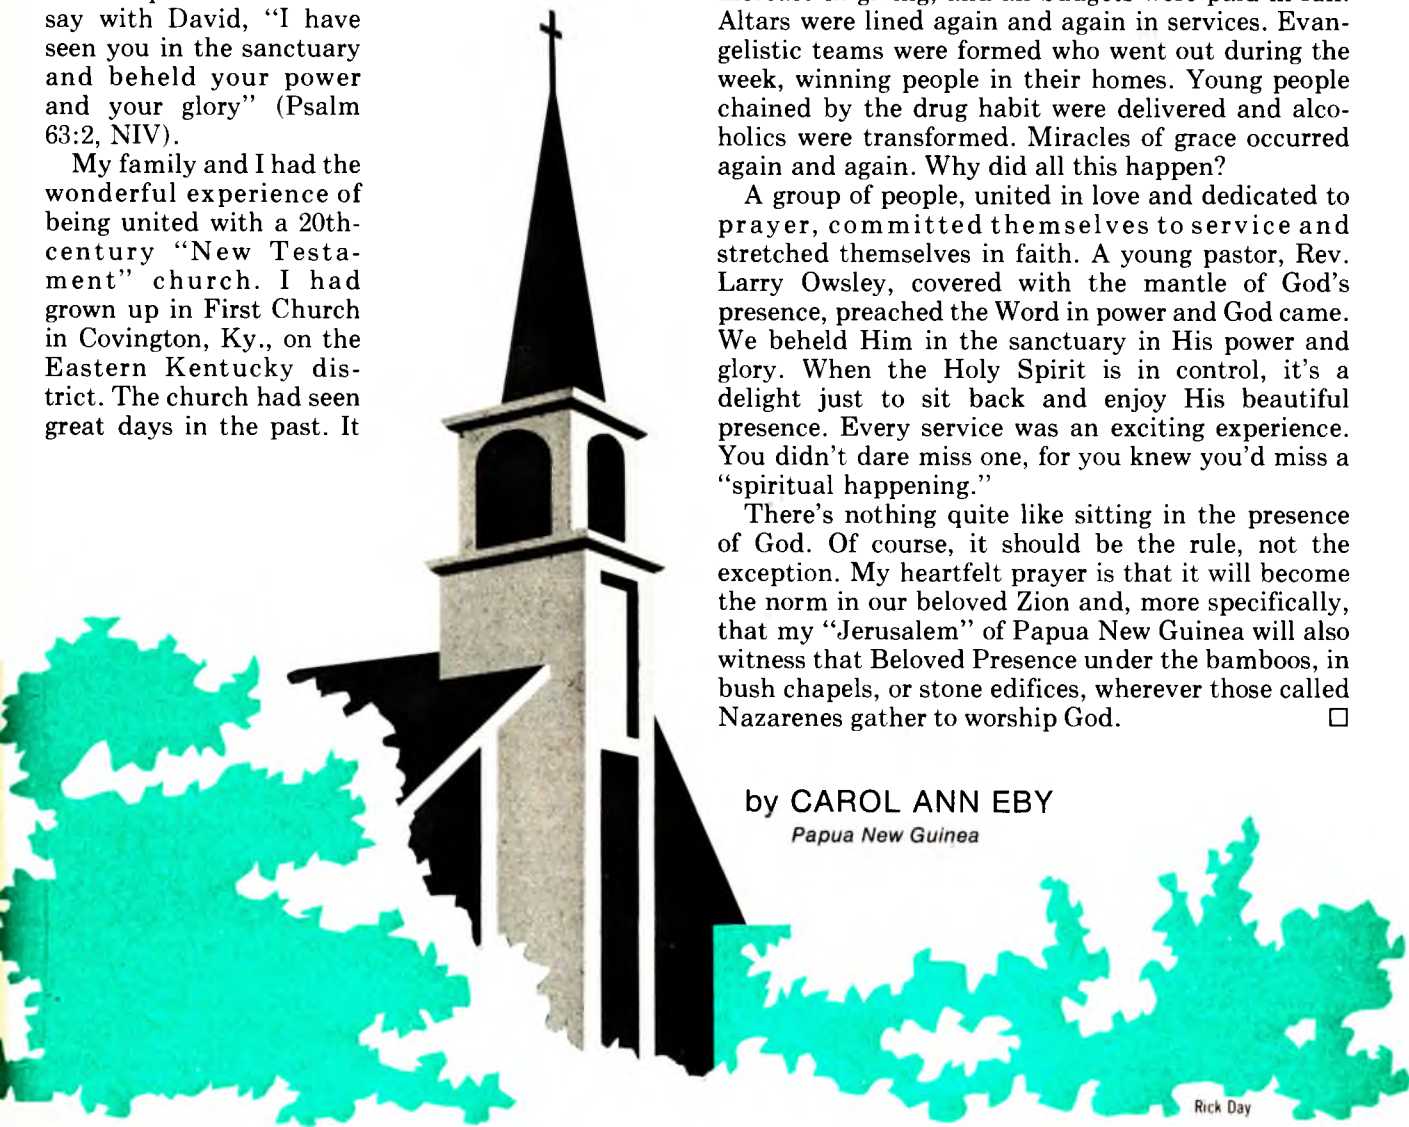 say with David, “I have
seen you in the sanctuary
and beheld your power
and your glory” (Psalm
63:2, NIV).
My family and I had the
wonderful experience of
being united with a 20th-
century “New Testa-
ment” church. I had
grown up in First Church
in Covington, Ky., on the
Eastern Kentucky dis-
trict. The church had seen
great days in the past. It
Altars were lined again and again in services. Evan-
gelistic teams were formed who went out during the
week, winning people in their homes. Young people
chained by the drug habit were delivered and alco-
holics were transformed. Miracles of grace occurred
again and again. Why did all this happen?
A group of people, united in love and dedicated to
prayer, committed themselves to service and
stretched themselves in faith. A young pastor, Rev.
Larry Owsley, covered with the mantle of God’s
presence, preached the Word in power and God came.
We beheld Him in the sanctuary in His power and
glory. When the Holy Spirit is in control, it’s a
delight just to sit back and enjoy His beautiful
presence. Every service was an exciting experience.
You didn’t dare miss one, for you knew you’d miss a
“spiritual happening.”
There’s nothing quite like sitting in the presence
of God. Of course, it should be the rule, not the
exception. My heartfelt prayer is that it will become
the norm in our beloved Zion and, more specifically,
that my “Jerusalem” of Papua New Guinea will also
witness that Beloved Presence under the bamboos, in
bush chapels, or stone edifices, wherever those called
Nazarenes gather to worship God. □
by CAROL ANN EBY
Papua New Guinea
Rick Day